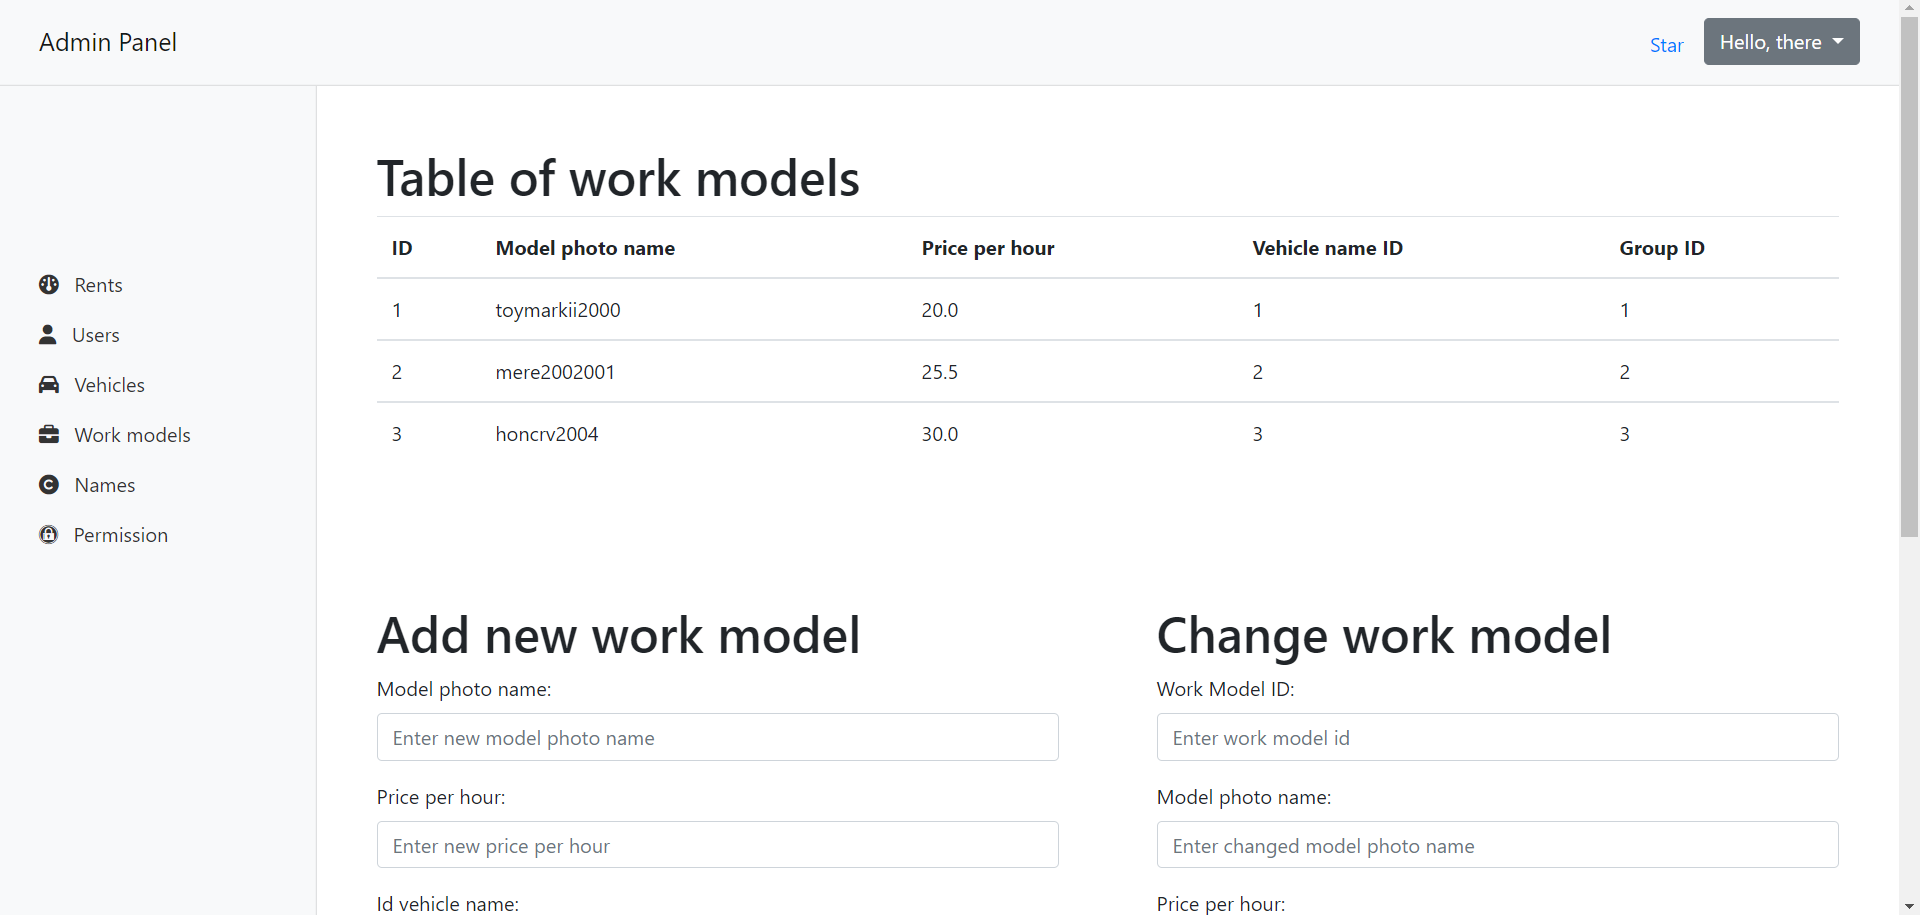 Admin Panel
Star
Hello, there
Rents
Users
Vehicles
Work models
Names
Permission
Table of work models
ID Model photo name Price per hour Vehicle name ID Group ID
1 toymarkii2000 20.0 1 1
2 mere2002001 25.5 2 2
3 honcrv2004 30.0 3 3
Add new work model
Model photo name:
Enter new model photo name
Price per hour:
Enter new price per hour
Id vehicle name:
Change work model
Work Model ID:
Enter work model id
Model photo name:
Enter changed model photo name
Price per hour: